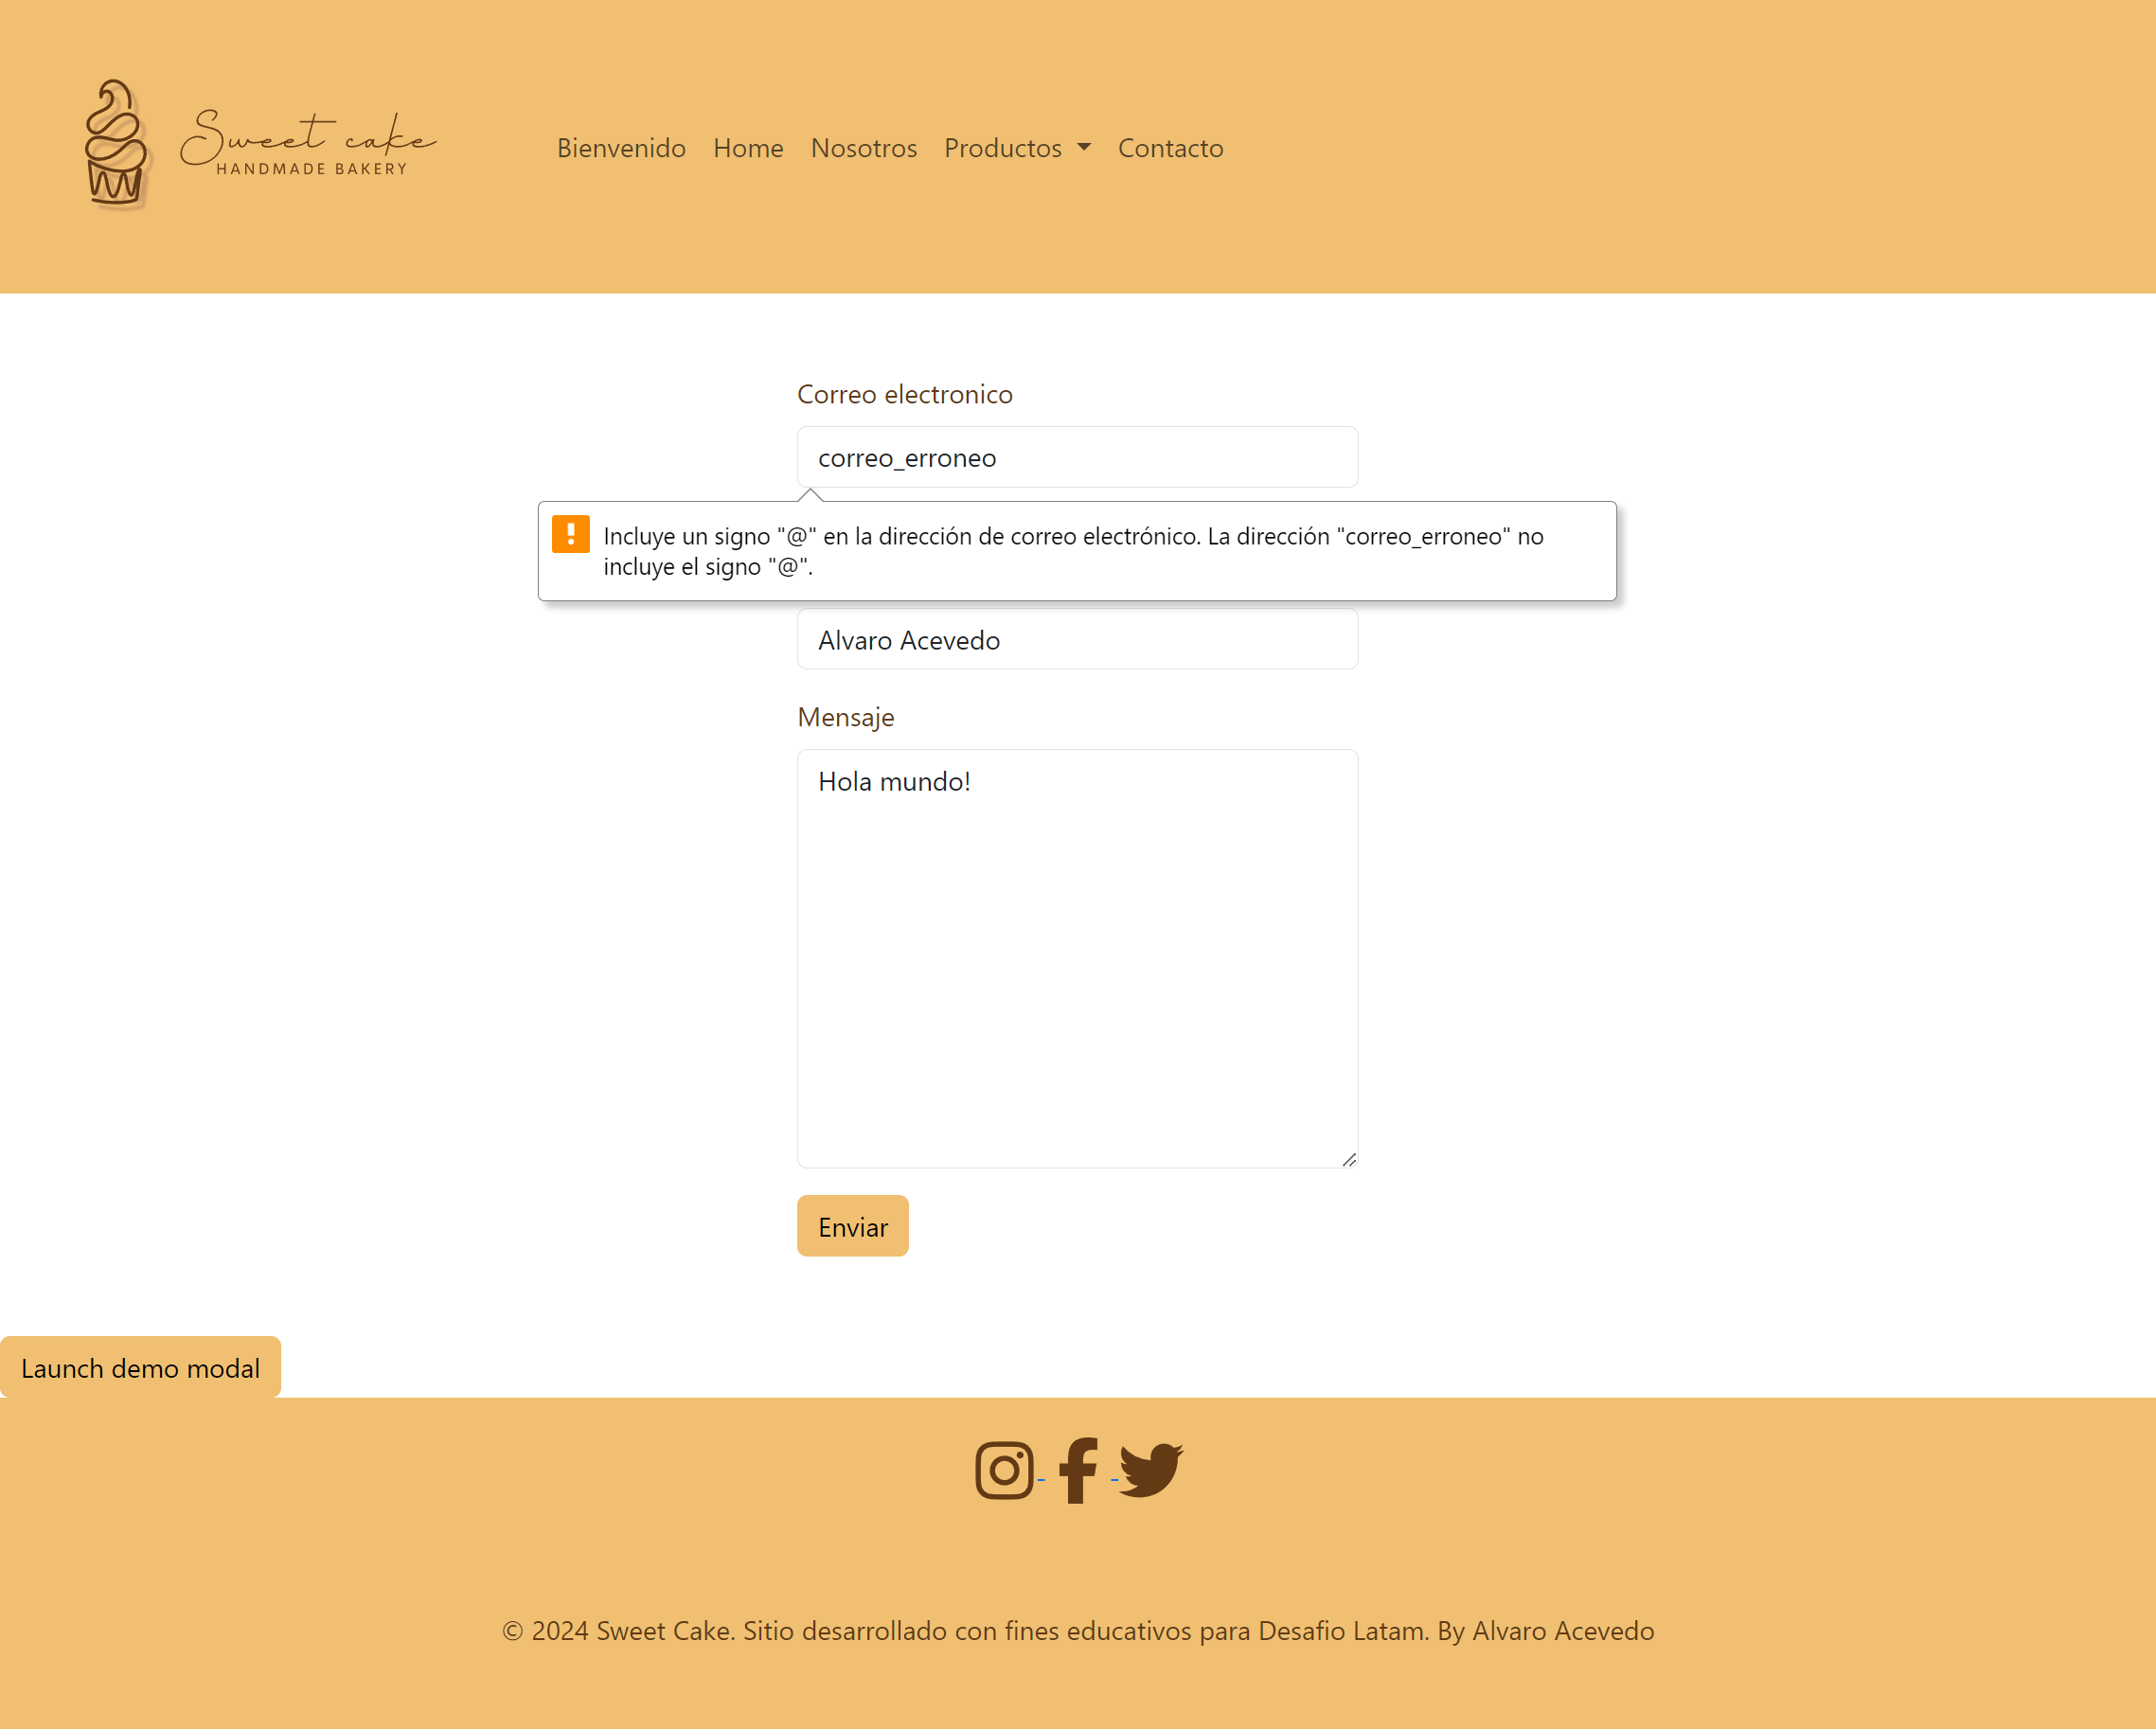 Sweet cake
HANDMADE BAKERY
Bienvenido Home Nosotros Productos Contacto
Correo electronico
correo_erroneo
Incluye un signo "@" en la dirección de correo electrónico. La dirección "correo_erroneo" no
incluye el signo "@".
Alvaro Acevedo
Mensaje
Hola mundo!
Enviar
Launch demo modal
© 2024 Sweet Cake. Sitio desarrollado con fines educativos para Desafio Latam. By Alvaro Acevedo